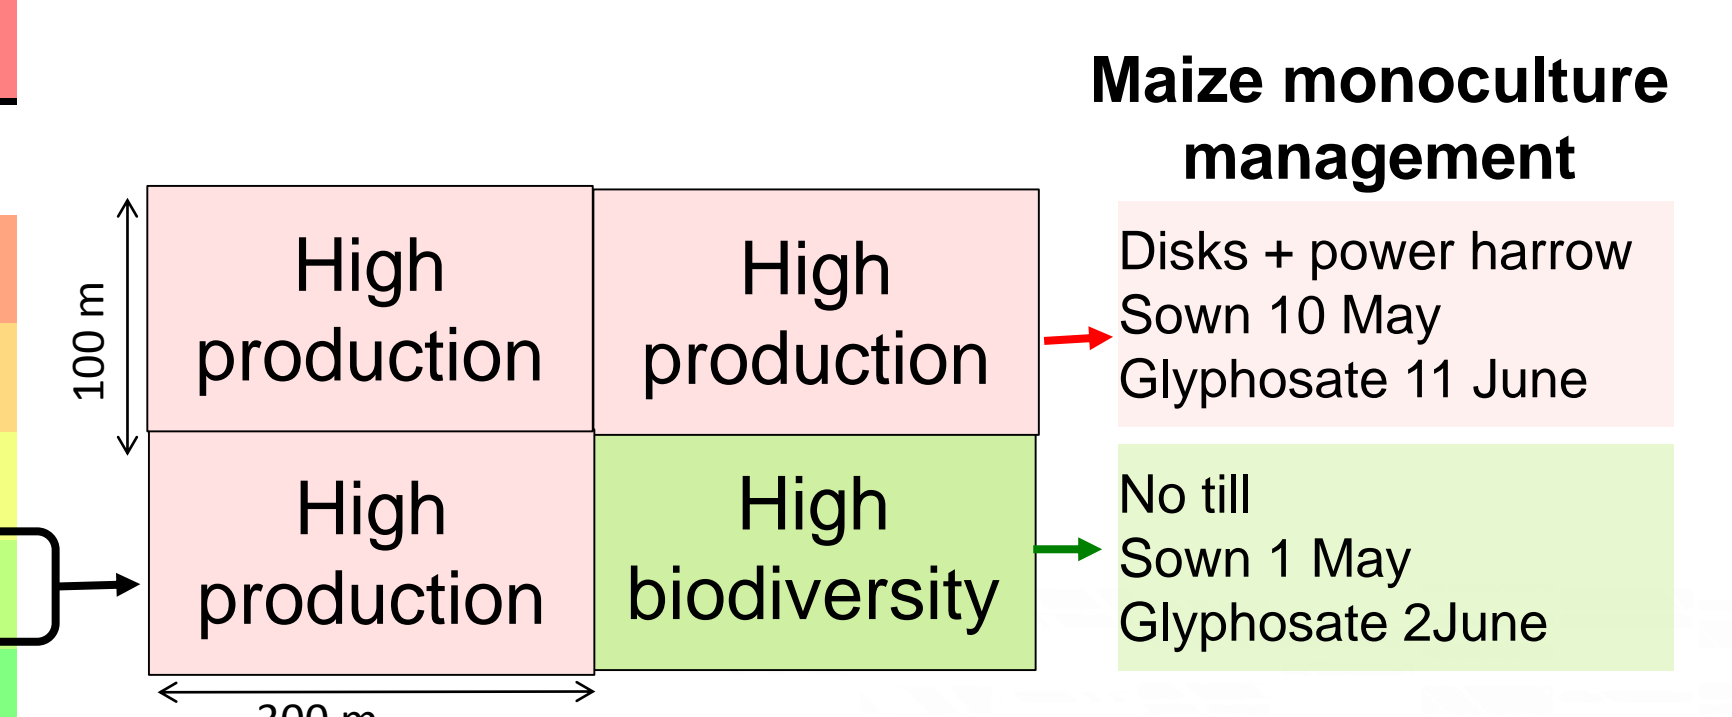 Maize monoculture
management
100 m
High
production
High
production
Disks + power harrow
Sown 10 May
Glyphosate 11 June
High
production
High
biodiversity
No till
Sown 1 May
Glyphosate 2June